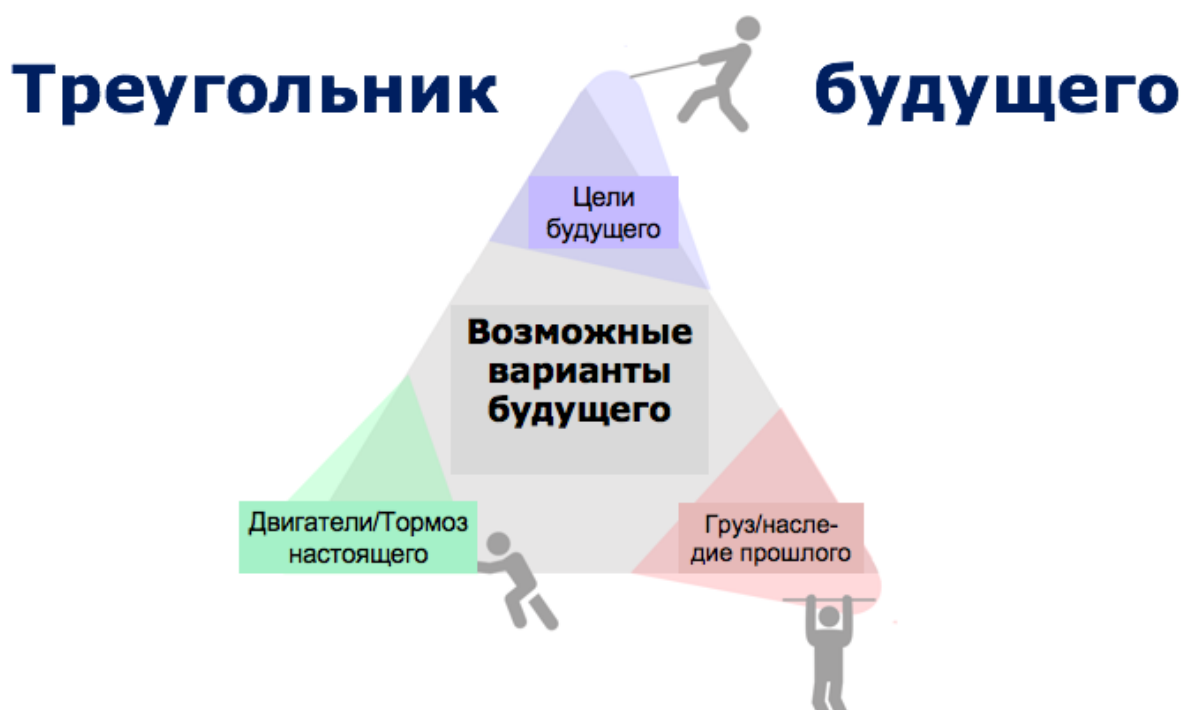 Треугольник будущего
Цели
будущего
Возможные
варианты
будущего
Двигатели/Тормоз
настоящего
Груз/насле-
дие прошлого